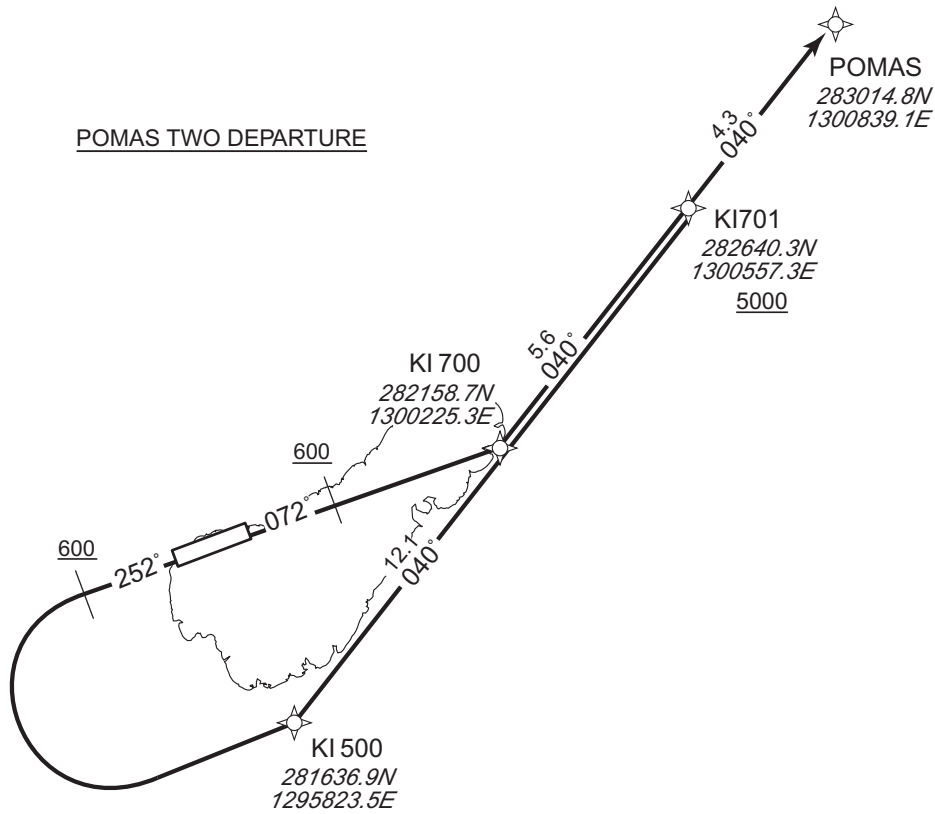 POMAS
283014.8N
1300839.1E
POMAS TWO DEPARTURE
4.3
040°
KI701
282640.3N
1300557.3E
5000
5.6
040°
KI 700
282158.7N
1300225.3E
600
072°
600
252°
12.1
040°
KI 500
281636.9N
1295823.5E